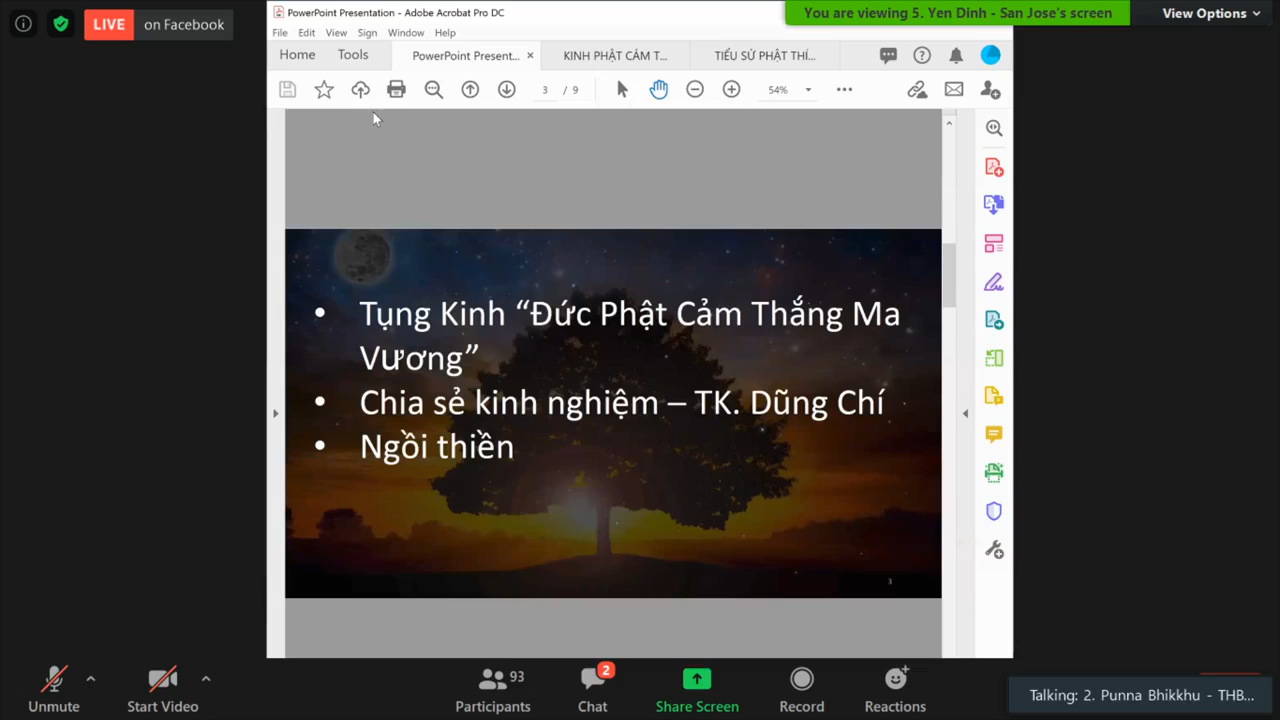 LIVE on Facebook
PowerPoint Presentation - Adobe Acrobat Pro DC
You are viewing 5. Yen Dinh - San Jose's screen
View Options
File Edit View Sign Window Help
Home Tools PowerPoint Present... × KINH PHẬT CẢM T... TIỂU SỬ PHẬT THÍ...
3 / 9 54%
• Tụng Kinh “Đức Phật Cảm Thắng Ma
Vương”
• Chia sẻ kinh nghiệm – TK. Dũng Chí
• Ngồi thiền
3
93
2
Unmute Start Video Participants Chat Share Screen Record Reactions
Talking: 2. Punna Bhikkhu - THB...